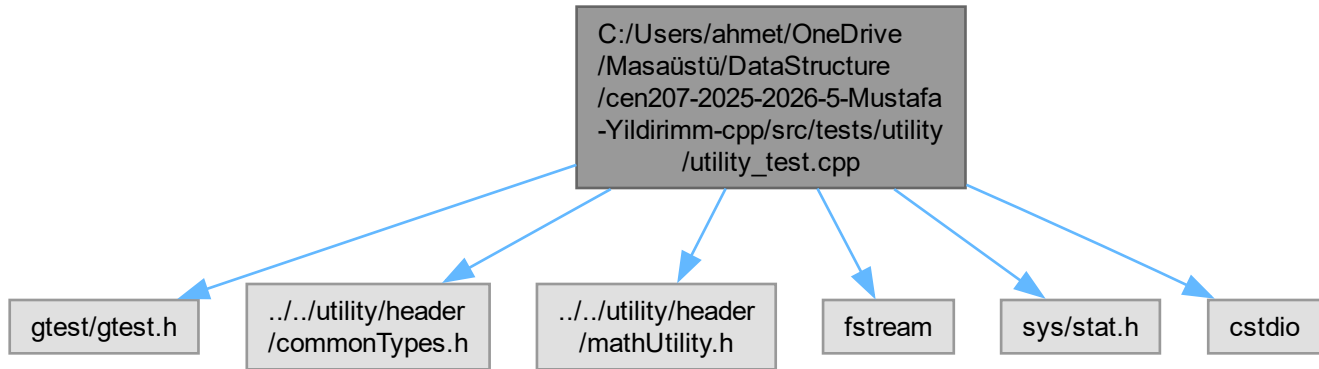 C:/Users/ahmet/OneDrive
/Masaüstü/DataStructure
/cen207-2025-2026-5-Mustafa
-Yildirimm-cpp/src/tests/utility
/utility_test.cpp
gtest/gtest.h
../../utility/header
/commonTypes.h
../../utility/header
/mathUtility.h
fstream
sys/stat.h
cstdio